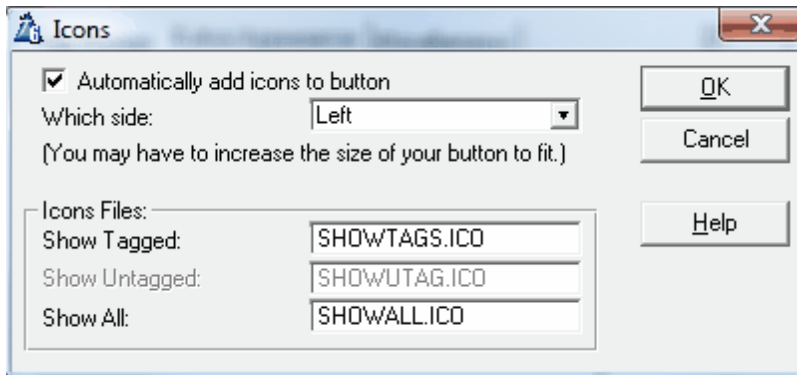 Icons
Automatically add icons to button
Which side: Left
(You may have to increase the size of your button to fit.)
OK
Cancel
Help
Icons Files:
Show Tagged: SHOWTAGS.ICO
Show Untagged: SHOWUTAG.ICO
Show All: SHOWALL.ICO